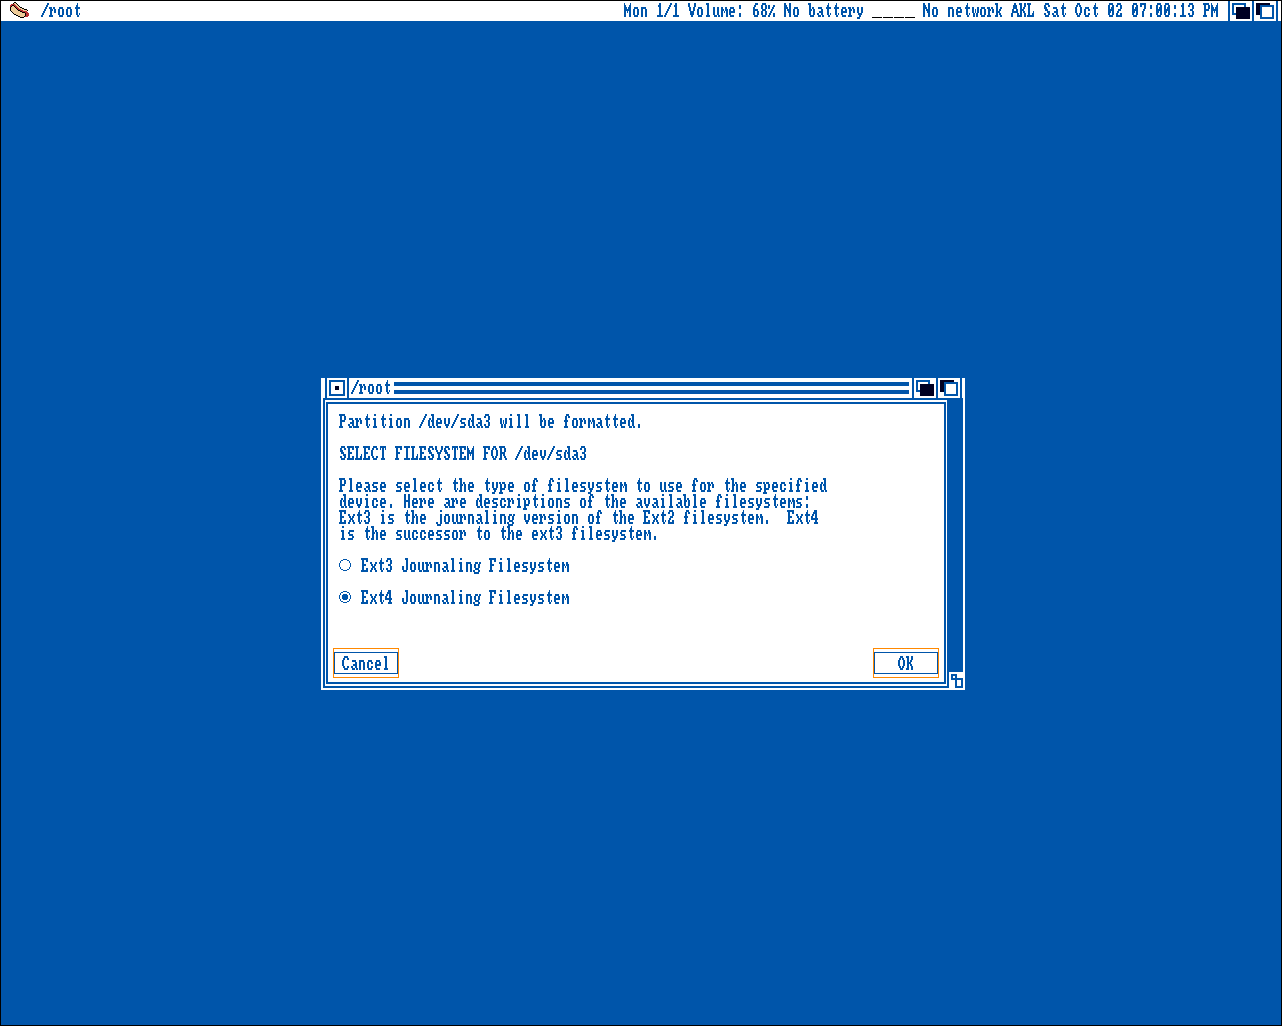 /root
Mon 1/1 Volume: 68% No battery ____ No network AKL Sat Oct 02 07:00:13 PM
/root
Partition /dev/sda3 will be formatted.
SELECT FILESYSTEM FOR /dev/sda3
Please select the type of filesystem to use for the specified
device. Here are descriptions of the available filesystems:
Ext3 is the journaling version of the Ext2 filesystem.  Ext4
is the successor to the ext3 filesystem.
Ext3 Journaling Filesystem
Ext4 Journaling Filesystem
Cancel
OK